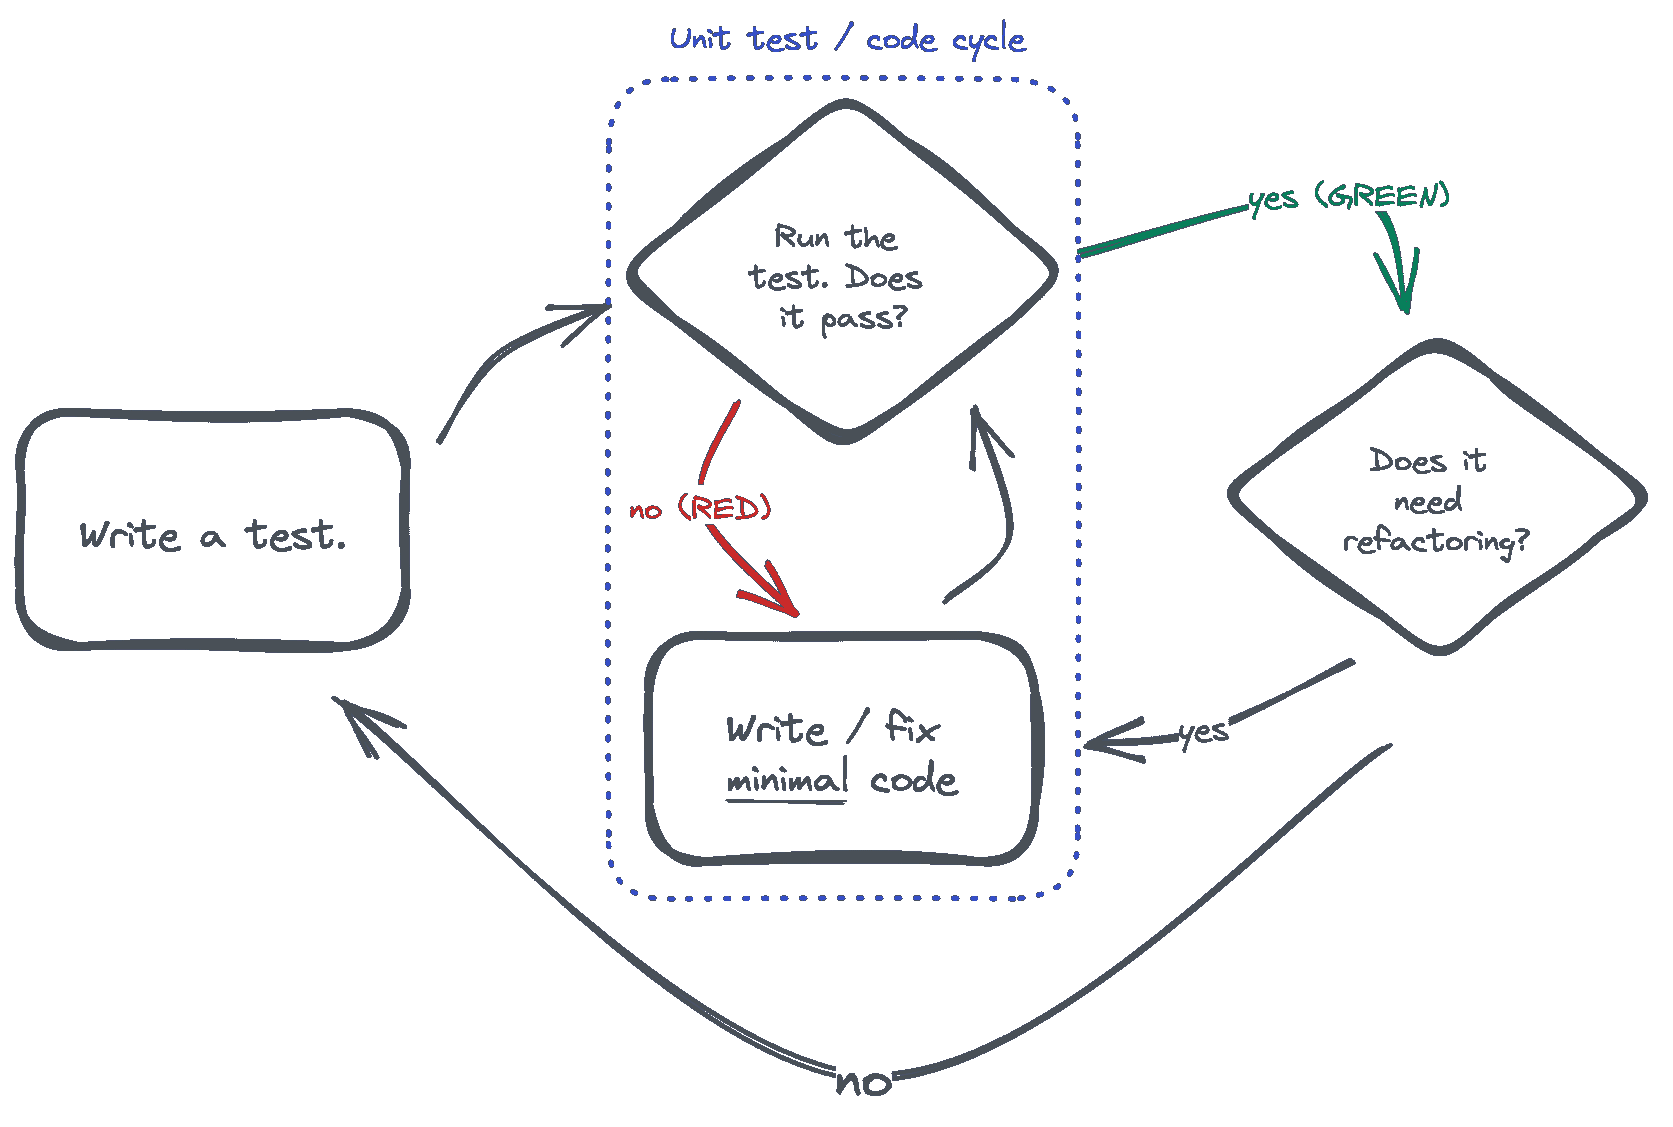 Unit test / code cycle
Run the
test. Does
it pass?
yes (GREEN)
no (RED)
Write a test.
Does it
need
refactoring?
Write / fix
minimal code
yes
no